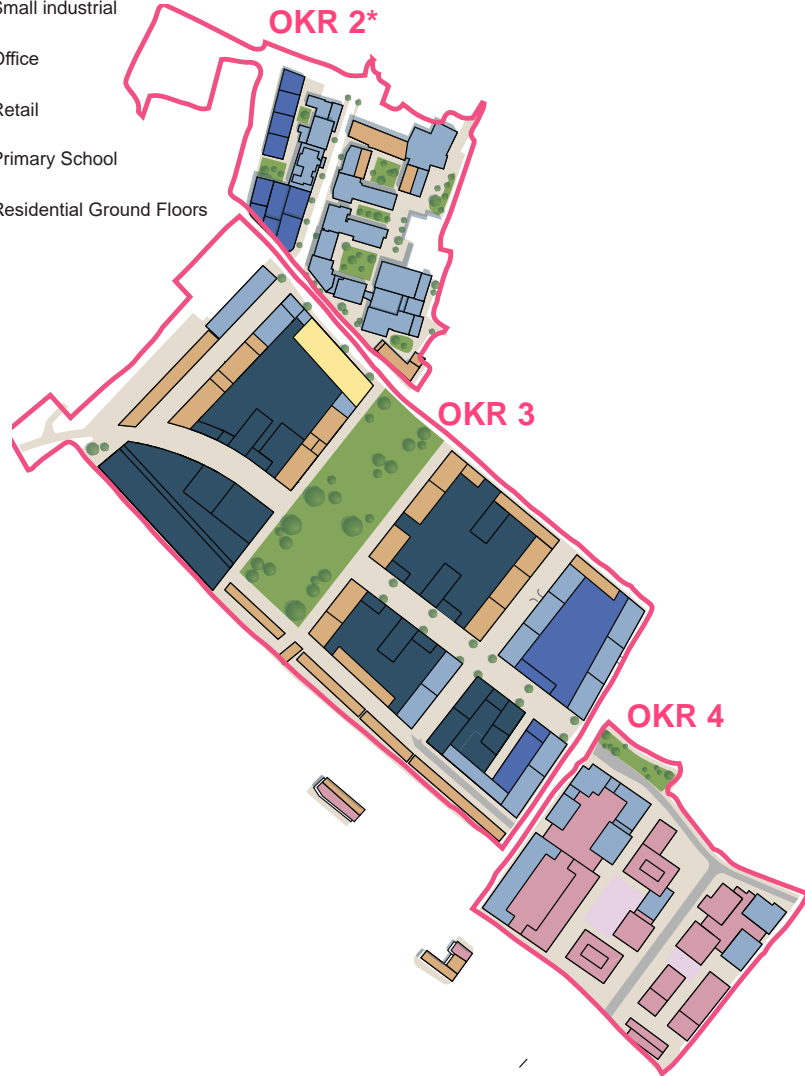 Small industrial
OKR 2*
Office
Retail
Primary School
Residential Ground Floors
OKR 3
OKR 4